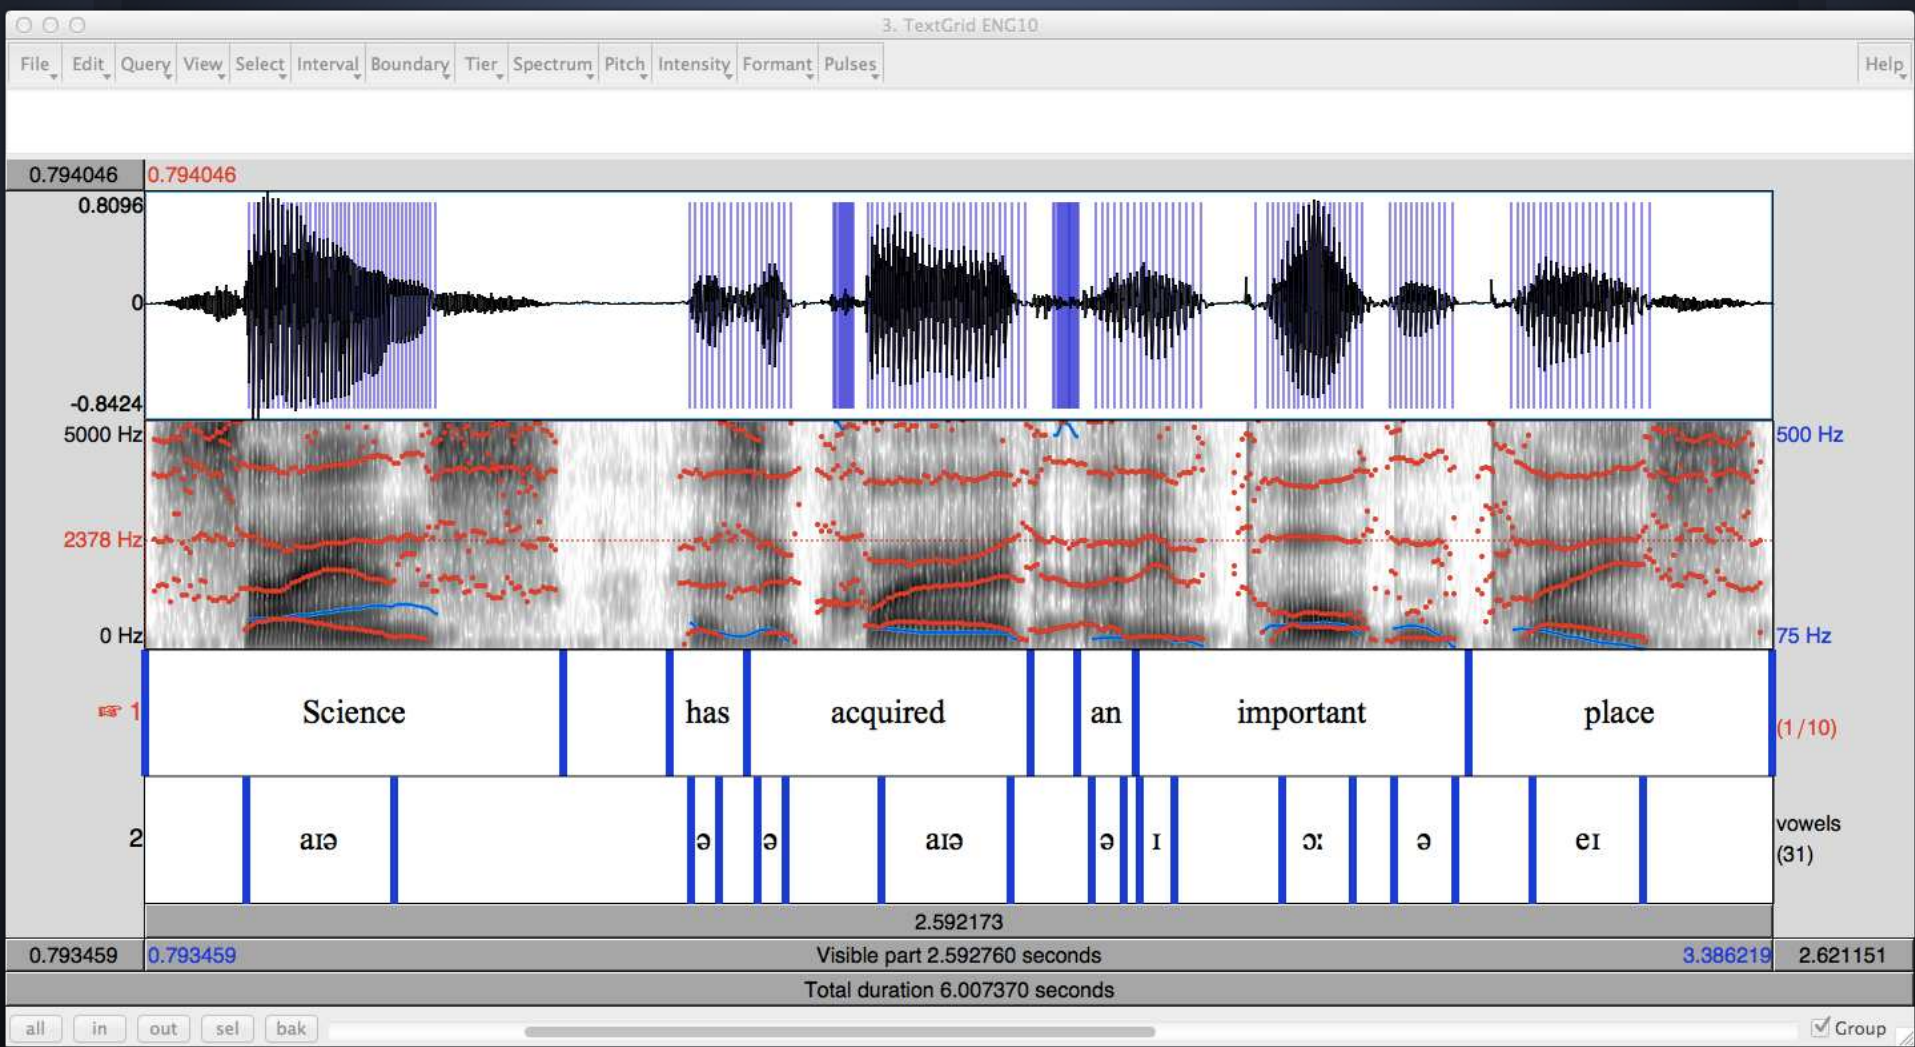 3. TextGrid ENG10
File Edit Query View Select Interval Boundary Tier Spectrum Pitch Intensity Formant Pulses Help
0.794046 0.794046
0.8096
0
-0.8424
5000 Hz 500 Hz
2378 Hz
0 Hz 75 Hz
☞ 1 Science has acquired an important place (1/10)
2 aɪə ə ə aɪə ə ɪ ɔː ə eɪ vowels
(31)
2.592173
0.793459 0.793459 Visible part 2.592760 seconds 3.386219 2.621151
Total duration 6.007370 seconds
all in out sel bak Group